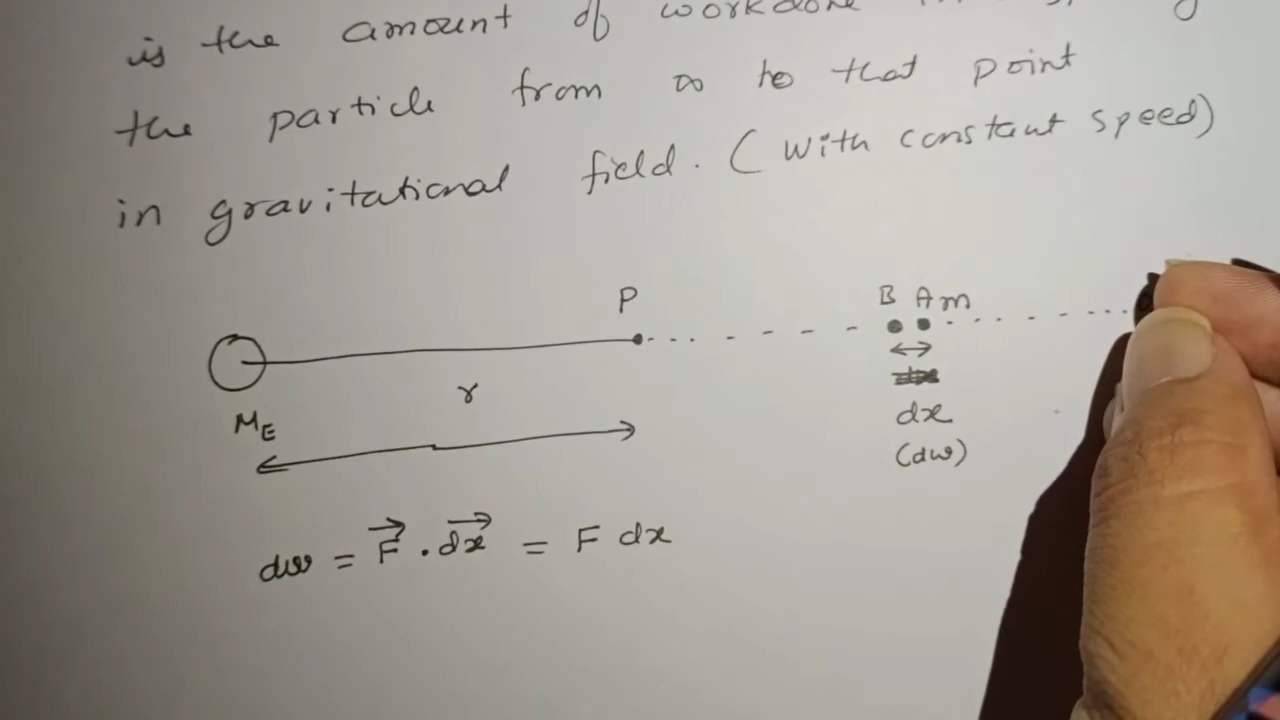 is the amount of workdone
the particle from ∞ to that point
in gravitational field. (with constant speed)
P
B A m
r
dx
M_E
(dw)
dw = F⃗ . dx⃗ = F dx